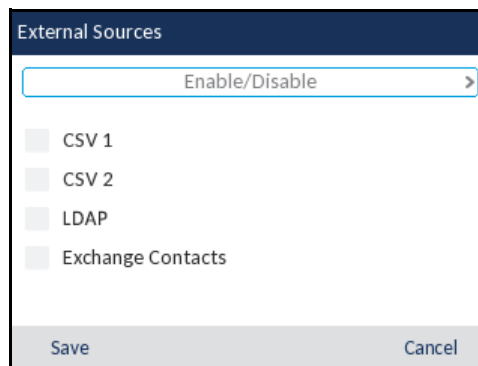 External Sources
Enable/Disable >
CSV 1
CSV 2
LDAP
Exchange Contacts
Save Cancel